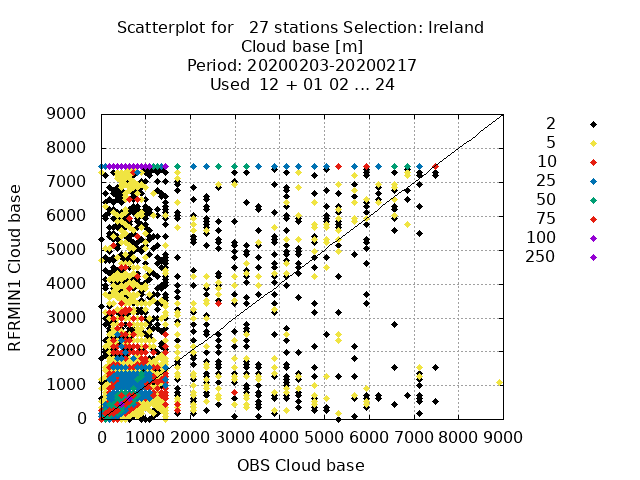 Scatterplot for   27 stations Selection: Ireland
Cloud base [m]
Period: 20200203-20200217
Used  12 + 01 02 ... 24
2
5
10
25
50
75
100
250
9000
8000
7000
6000
5000
4000
3000
2000
1000
0
RFRMIN1 Cloud base
0 1000 2000 3000 4000 5000 6000 7000 8000 9000
OBS Cloud base